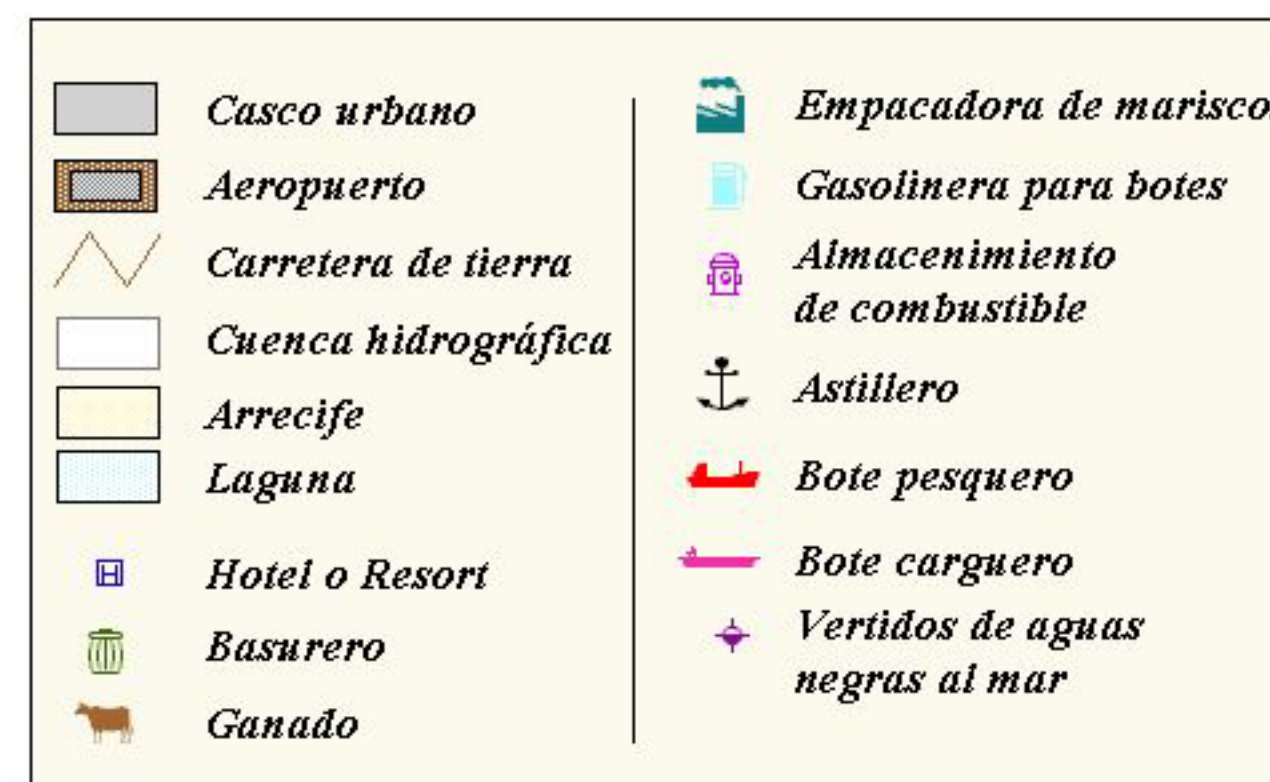 Casco urbano
Aeropuerto
Carretera de tierra
Cuenca hidrográfica
Arrecife
Laguna
H Hotel o Resort
Basurero
Ganado
Empacadora de marisco
Gasolinera para botes
Almacenimiento
de combustible
Astillero
Bote pesquero
Bote carguero
Vertidos de aguas
negras al mar